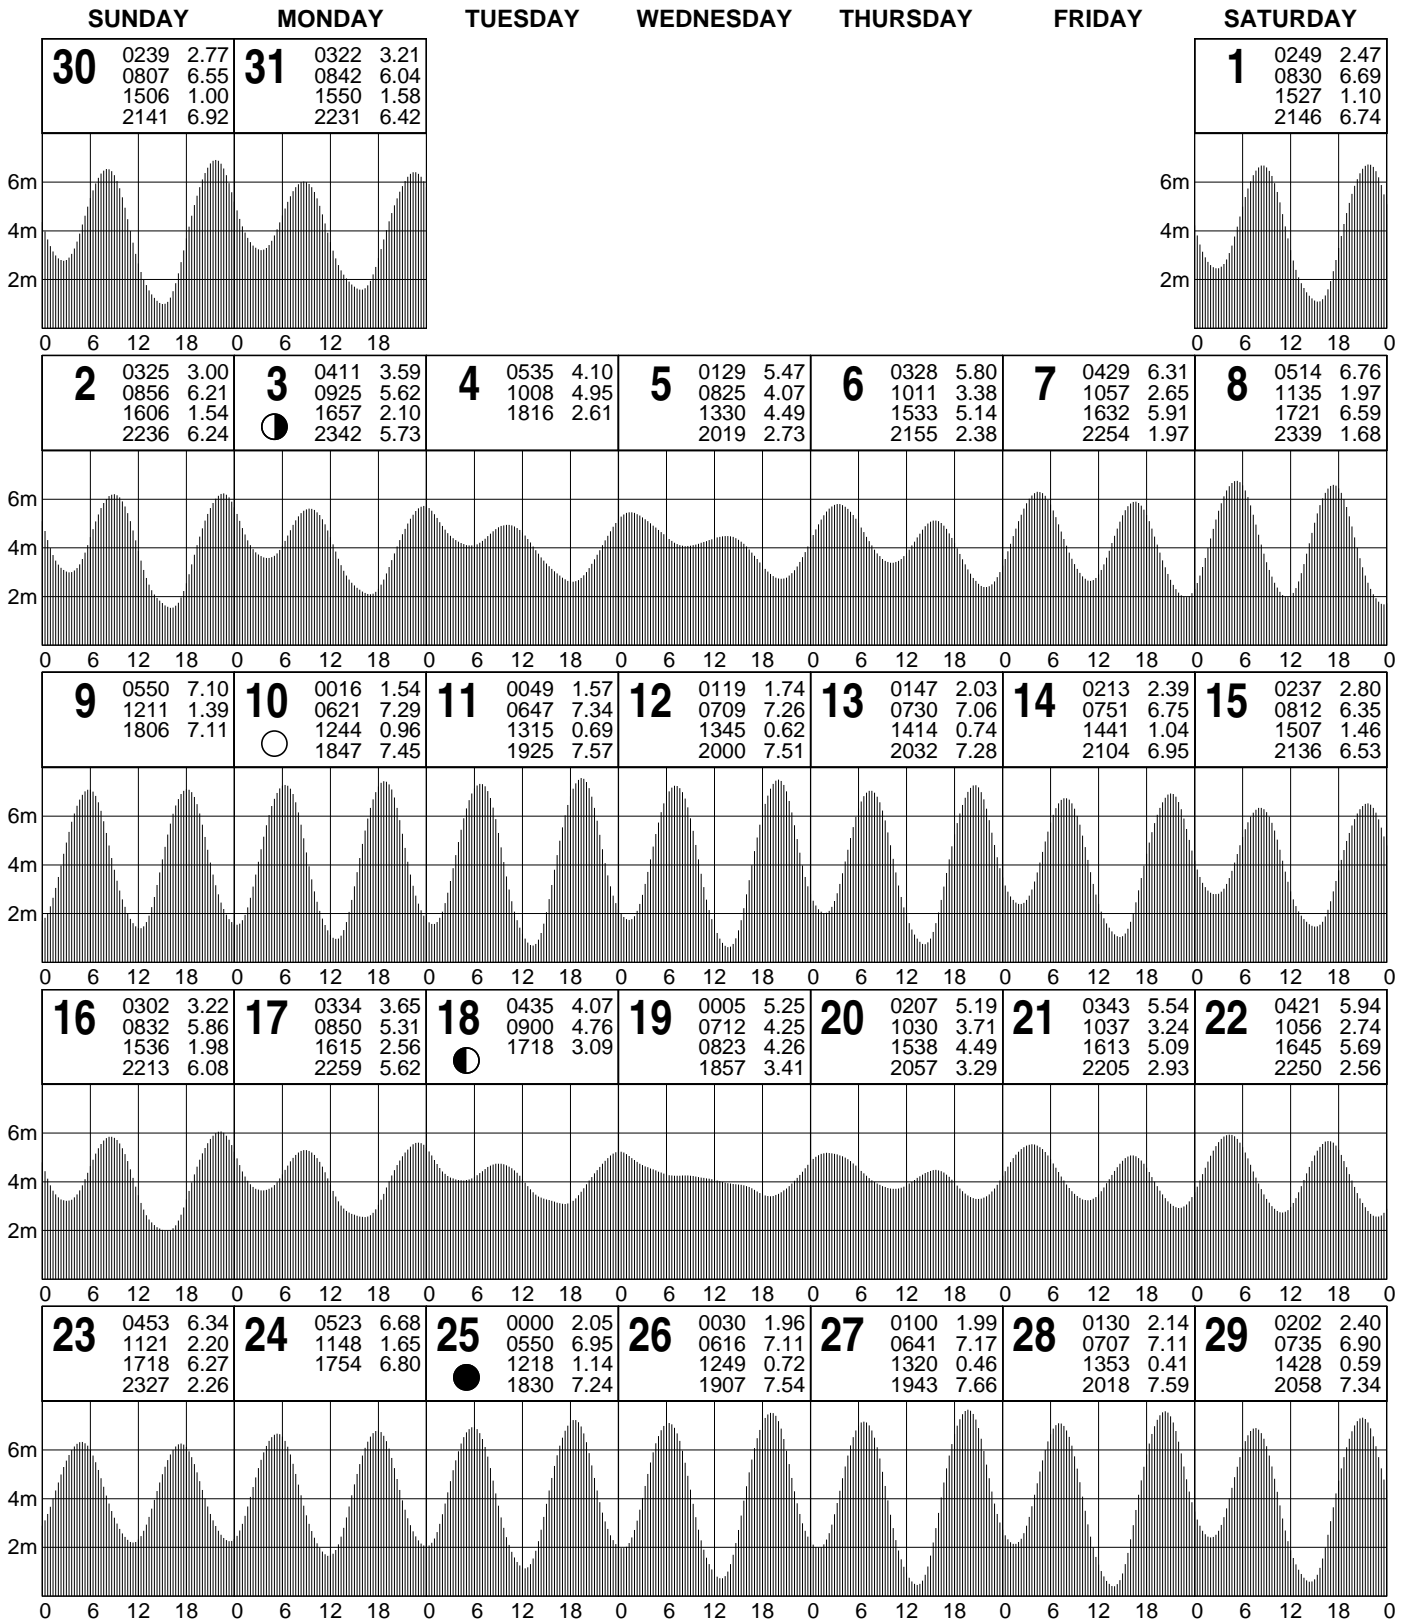 SUNDAY MONDAY TUESDAY WEDNESDAY THURSDAY FRIDAY SATURDAY
30 0239 2.77 31 0322 3.21 1 0249 2.47
0807 6.55 0842 6.04 0830 6.69
1506 1.00 1550 1.58 1527 1.10
2141 6.92 2231 6.42 2146 6.74
6m 6m
4m 4m
2m 2m
0 6 12 18 0 6 12 18 0 6 12 18 0
2 0325 3.00 3 0411 3.59 4 0535 4.10 5 0129 5.47 6 0328 5.80 7 0429 6.31 8 0514 6.76
0856 6.21 0925 5.62 1008 4.95 0825 4.07 1011 3.38 1057 2.65 1135 1.97
1606 1.54 1657 2.10 1816 2.61 1330 4.49 1533 5.14 1632 5.91 1721 6.59
2236 6.24 2342 5.73 2019 2.73 2155 2.38 2254 1.97 2339 1.68
6m
4m
2m
0 6 12 18 0 6 12 18 0 6 12 18 0 6 12 18 0 6 12 18 0 6 12 18 0 6 12 18 0
9 0550 7.10 10 0016 1.54 11 0049 1.57 12 0119 1.74 13 0147 2.03 14 0213 2.39 15 0237 2.80
1211 1.39 0621 7.29 0647 7.34 0709 7.26 0730 7.06 0751 6.75 0812 6.35
1806 7.11 1244 0.96 1315 0.69 1345 0.62 1414 0.74 1441 1.04 1507 1.46
1847 7.45 1925 7.57 2000 7.51 2032 7.28 2104 6.95 2136 6.53
6m
4m
2m
0 6 12 18 0 6 12 18 0 6 12 18 0 6 12 18 0 6 12 18 0 6 12 18 0 6 12 18 0
16 0302 3.22 17 0334 3.65 18 0435 4.07 19 0005 5.25 20 0207 5.19 21 0343 5.54 22 0421 5.94
0832 5.86 0850 5.31 0900 4.76 0712 4.25 1030 3.71 1037 3.24 1056 2.74
1536 1.98 1615 2.56 1718 3.09 0823 4.26 1538 4.49 1613 5.09 1645 5.69
2213 6.08 2259 5.62 1857 3.41 2057 3.29 2205 2.93 2250 2.56
6m
4m
2m
0 6 12 18 0 6 12 18 0 6 12 18 0 6 12 18 0 6 12 18 0 6 12 18 0 6 12 18 0
23 0453 6.34 24 0523 6.68 25 0000 2.05 26 0030 1.96 27 0100 1.99 28 0130 2.14 29 0202 2.40
1121 2.20 1148 1.65 0550 6.95 0616 7.11 0641 7.17 0707 7.11 0735 6.90
1718 6.27 1754 6.80 1218 1.14 1249 0.72 1320 0.46 1353 0.41 1428 0.59
2327 2.26 1830 7.24 1907 7.54 1943 7.66 2018 7.59 2058 7.34
6m
4m
2m
0 6 12 18 0 6 12 18 0 6 12 18 0 6 12 18 0 6 12 18 0 6 12 18 0 6 12 18 0